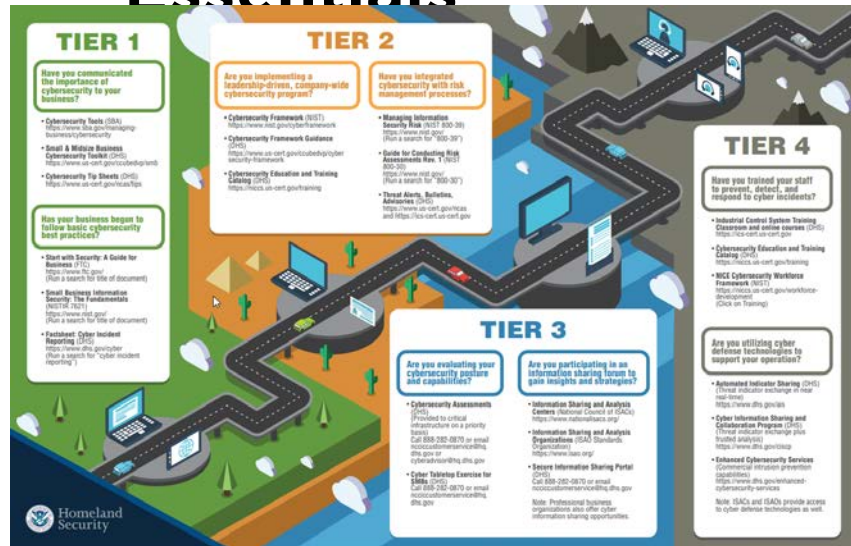 Essentials
TIER 1
Have you communicated
the importance of
cybersecurity to your
business?
• Cybersecurity Tools (SBA)
https://www.sba.gov/managing-
business/cybersecurity
• Small & Midsize Business
Cybersecurity Toolkit (DHS)
https://www.us-cert.gov/ccubedvp/smb
• Cybersecurity Tip Sheets (DHS)
https://www.us-cert.gov/ncas/tips
Has your business begun to
follow basic cybersecurity
best practices?
• Start with Security: A Guide for
Business (FTC)
https://www.ftc.gov/
(Run a search for title of document)
• Small Business Information
Security: The Fundamentals
(NISTIR 7621)
https://www.nist.gov/
(Run a search for title of document)
• Factsheet: Cyber Incident
Reporting (DHS)
https://www.dhs.gov/cyber
(Run a search for "cyber incident
reporting")
TIER 2
Are you implementing a
leadership-driven, company-wide
cybersecurity program?
• Cybersecurity Framework (NIST)
https://www.nist.gov/cyberframework
• Cybersecurity Framework Guidance
(DHS)
https://www.us-cert.gov/ccubedvp/cyber
security-framework
• Cybersecurity Education and Training
Catalog (DHS)
https://niccs.us-cert.gov/training
Have you integrated
cybersecurity with risk
management processes?
• Managing Information
Security Risk (NIST 800-39)
https://www.nist.gov/
(Run a search for "800-39")
• Guide for Conducting Risk
Assessments Rev. 1 (NIST
800-30)
https://www.nist.gov/
(Run a search for "800-30")
• Threat Alerts, Bulletins,
Advisories (DHS)
https://www.us-cert.gov/ncas
and https://ics-cert.us-cert.gov
TIER 3
Are you evaluating your
cybersecurity posture
and capabilities?
• Cybersecurity Assessments
(DHS)
(Provided to critical
infrastructure on a priority
basis)
Call 888-282-0870 or email
ncciccustomerservice@hq.
dhs.gov or
cyberadvisor@hq.dhs.gov
• Cyber Tabletop Exercise for
SMBs (DHS)
Call 888-282-0870 or email
ncciccustomerservice@hq.
dhs.gov
Are you participating in an
information sharing forum to
gain insights and strategies?
• Information Sharing and Analysis
Centers (National Council of ISACs)
https://www.nationalisacs.org/
• Information Sharing and Analysis
Organizations (ISAO Standards
Organization)
https://www.isao.org/
• Secure Information Sharing Portal
(DHS)
Call 888-282-0870 or email
ncciccustomerservice@hq.dhs.gov
Note: Professional business
organizations also offer cyber
information sharing opportunities.
TIER 4
Have you trained your staff
to prevent, detect, and
respond to cyber incidents?
• Industrial Control System Training
Classroom and online courses (DHS)
https://ics-cert.us-cert.gov
• Cybersecurity Education and Training
Catalog (DHS)
https://niccs.us-cert.gov/training
• NICE Cybersecurity Workforce
Framework (NIST)
https://niccs.us-cert.gov/workforce-
development
(Click on Training)
Are you utilizing cyber
defense technologies to
support your operation?
• Automated Indicator Sharing (DHS)
(Threat indicator exchange in near
real-time)
https://www.dhs.gov/ais
• Cyber Information Sharing and
Collaboration Program (DHS)
(Threat indicator exchange plus
trusted analysis)
https://www.dhs.gov/ciscp
• Enhanced Cybersecurity Services
(Commercial intrusion prevention
capabilities)
https://www.dhs.gov/enhanced-
cybersecurity-services
Note: ISACs and ISAOs provide access
to cyber defense technologies as well.
Homeland
Security